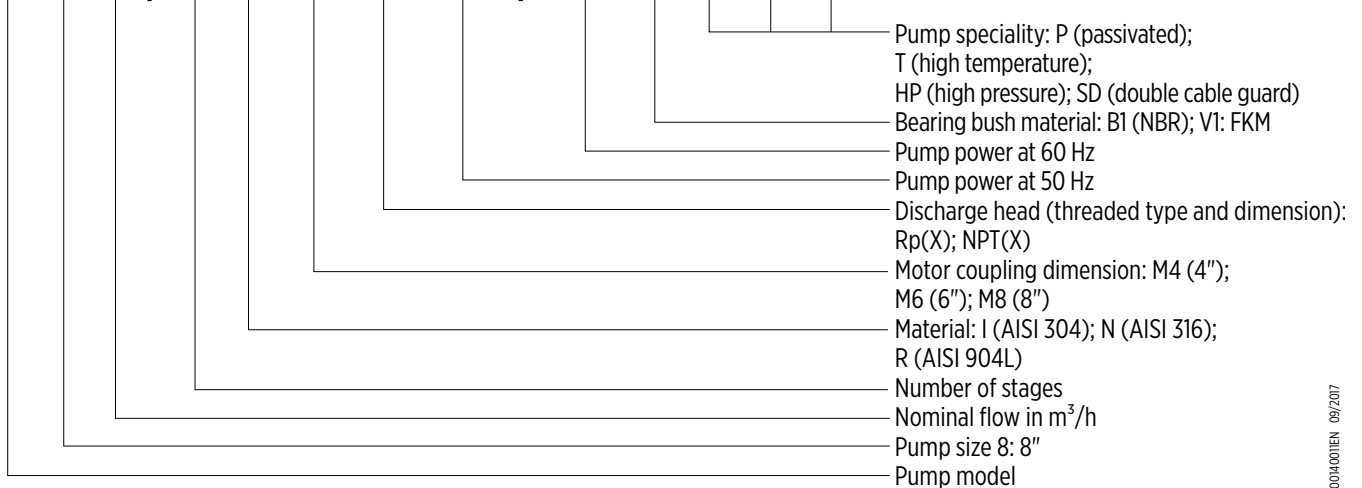 Pump speciality: P (passivated);
T (high temperature);
HP (high pressure); SD (double cable guard)
Bearing bush material: B1 (NBR); V1: FKM
Pump power at 60 Hz
Pump power at 50 Hz
Discharge head (threaded type and dimension):
Rp(X); NPT(X)
Motor coupling dimension: M4 (4");
M6 (6"); M8 (8")
Material: I (AISI 304); N (AISI 316);
R (AISI 904L)
Number of stages
Nominal flow in m³/h
Pump size 8: 8"
Pump model
00140011EN 09/2017